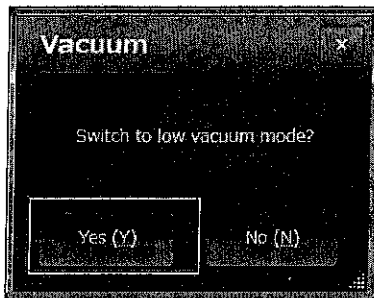 Vacuum
x
Switch to low vacuum mode?
Yes (Y)
No (N)